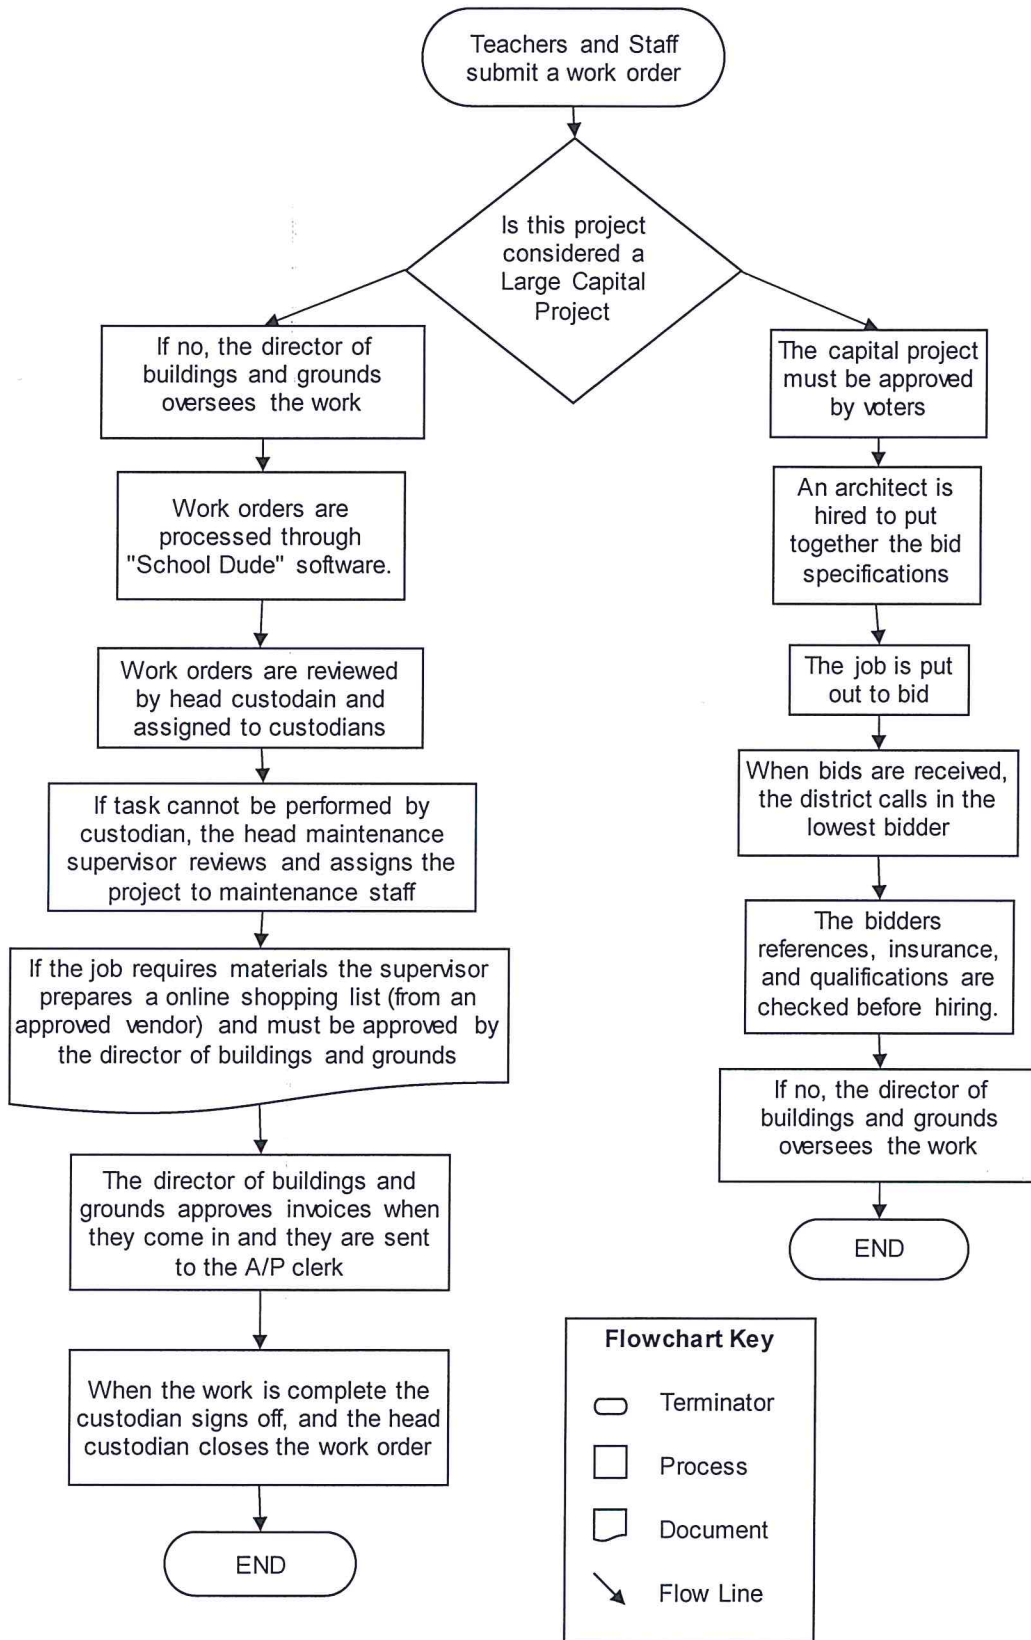 Teachers and Staff
submit a work order
Is this project
considered a
Large Capital
Project
If no, the director of
buildings and grounds
oversees the work
Work orders are
processed through
"School Dude" software.
Work orders are reviewed
by head custodain and
assigned to custodians
If task cannot be performed by
custodian, the head maintenance
supervisor reviews and assigns the
project to maintenance staff
If the job requires materials the supervisor
prepares a online shopping list (from an
approved vendor) and must be approved by
the director of buildings and grounds
The director of buildings and
grounds approves invoices when
they come in and they are sent
to the A/P clerk
When the work is complete the
custodian signs off, and the head
custodian closes the work order
END
The capital project
must be approved
by voters
An architect is
hired to put
together the bid
specifications
The job is put
out to bid
When bids are received,
the district calls in the
lowest bidder
The bidders
references, insurance,
and qualifications are
checked before hiring.
If no, the director of
buildings and grounds
oversees the work
END
Flowchart Key
Terminator
Process
Document
Flow Line